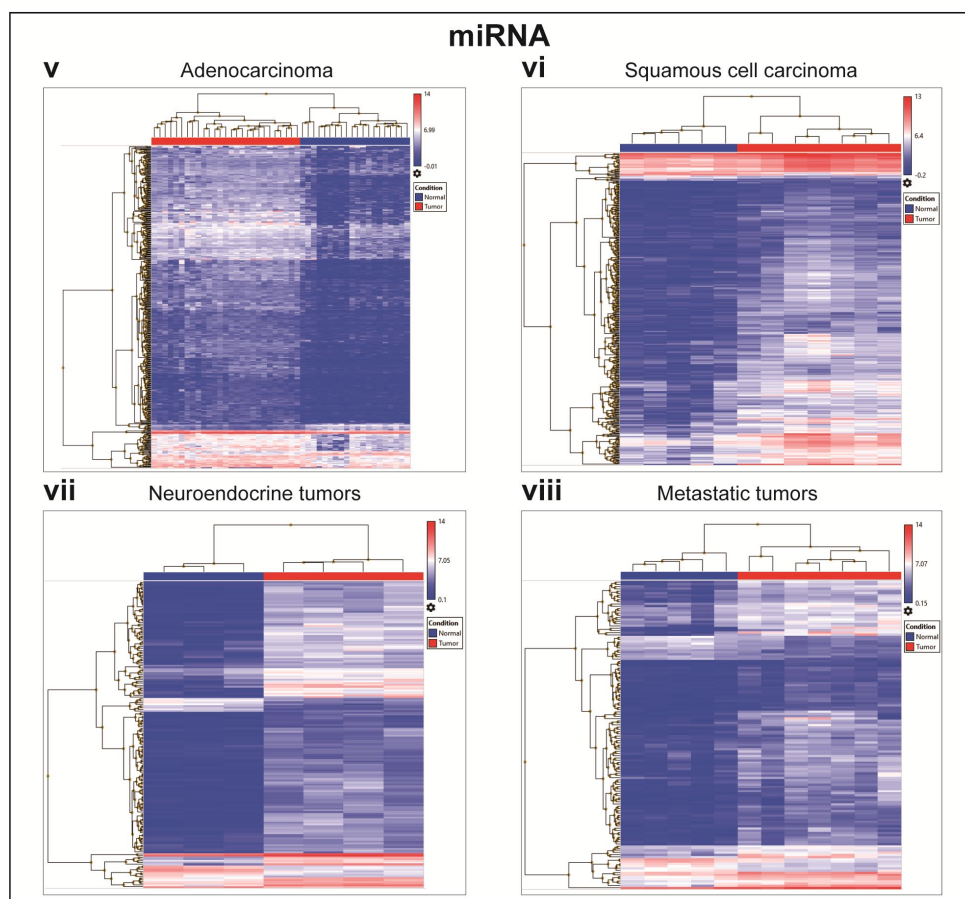 miRNA
v
Adenocarcinoma
14
6.99
-0.01
Condition
Normal
Tumor
vi
Squamous cell carcinoma
13
6.4
-0.2
Condition
Normal
Tumor
vii
Neuroendocrine tumors
14
7.05
0.1
Condition
Normal
Tumor
viii
Metastatic tumors
14
7.07
0.15
Condition
Normal
Tumor